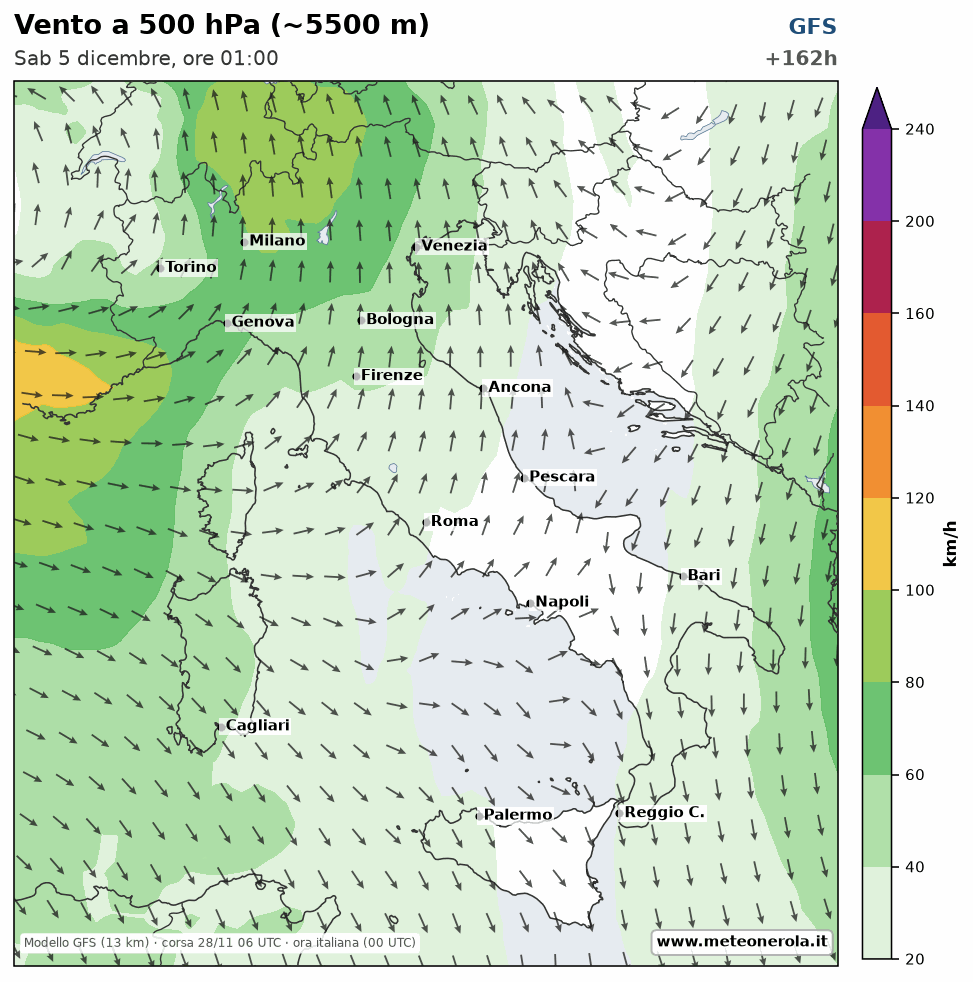 Vento a 500 hPa (~5500 m)
GFS
Sab 5 dicembre, ore 01:00
+162h
Milano
Venezia
Torino
Genova
Bologna
Firenze
Ancona
Pescara
Roma
Bari
Napoli
Cagliari
Palermo
Reggio C.
240
200
160
140
120
100
80
60
40
20
km/h
Modello GFS (13 km) · corsa 28/11 06 UTC · ora italiana (00 UTC)
www.meteonerola.it